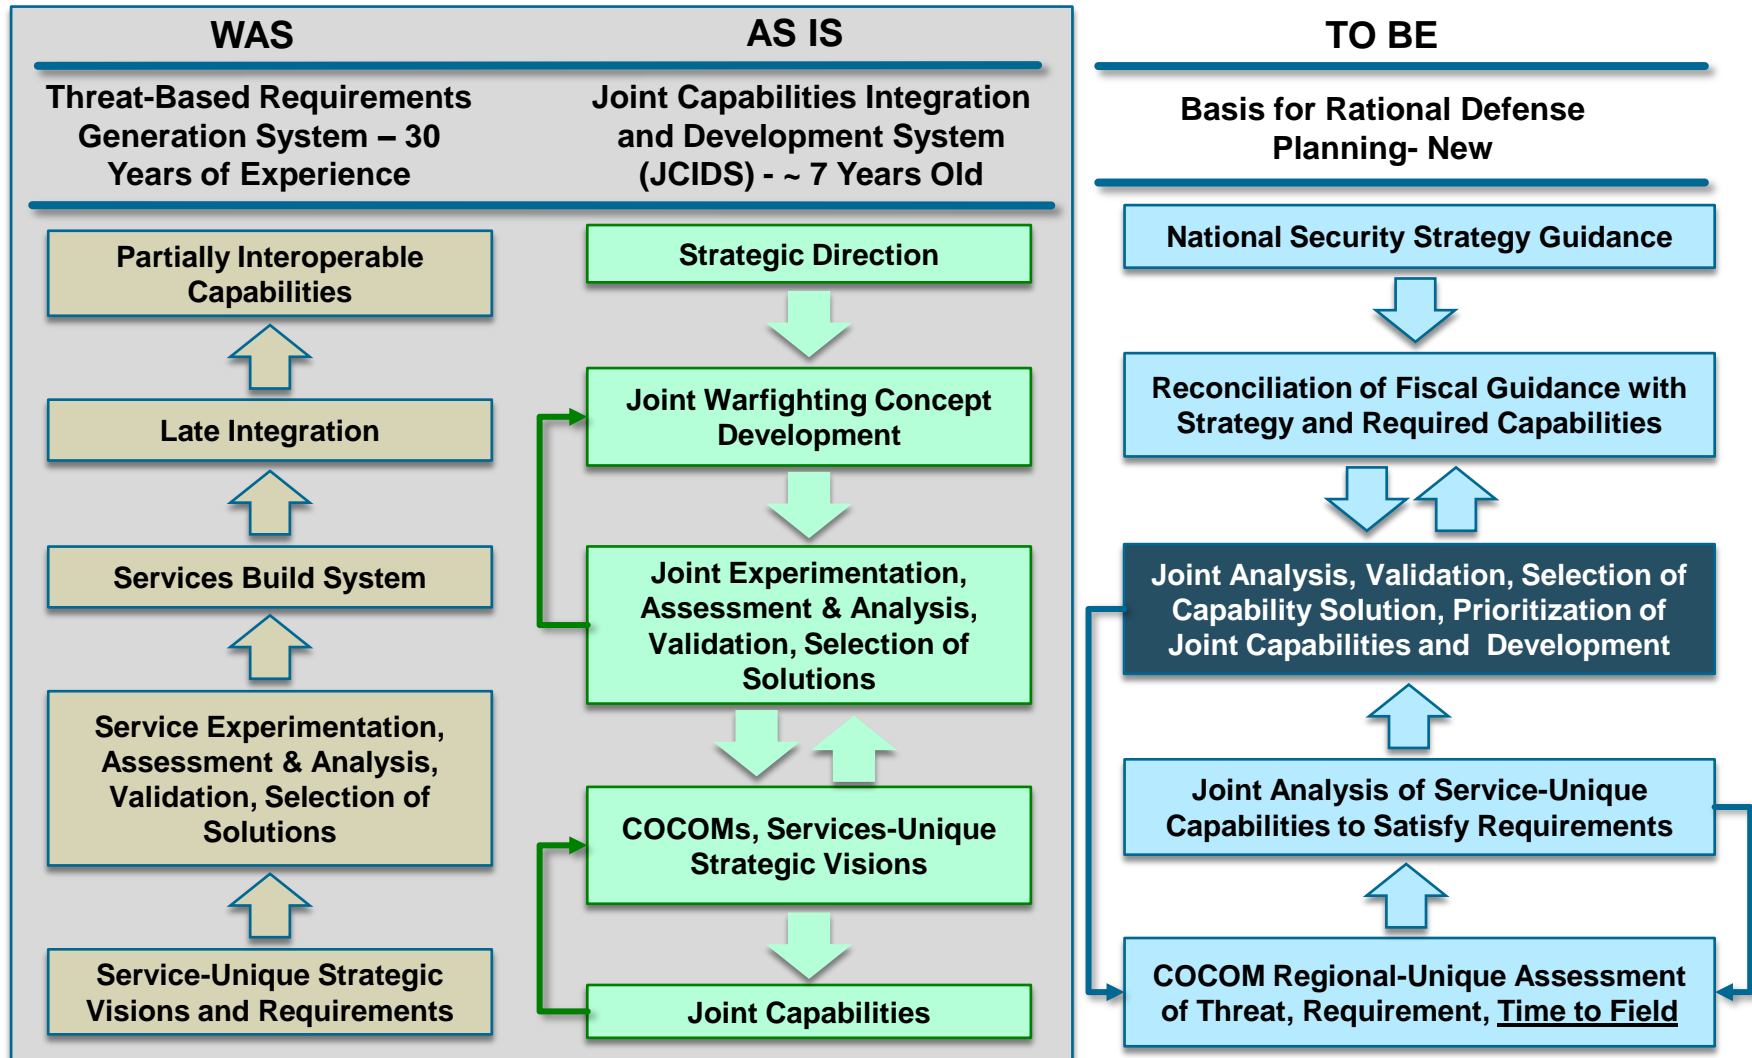 WAS
Threat-Based Requirements
Generation System – 30
Years of Experience
Partially Interoperable
Capabilities
Late Integration
Services Build System
Service Experimentation,
Assessment & Analysis,
Validation, Selection of
Solutions
Service-Unique Strategic
Visions and Requirements
AS IS
Joint Capabilities Integration
and Development System
(JCIDS) - ~ 7 Years Old
Strategic Direction
Joint Warfighting Concept
Development
Joint Experimentation,
Assessment & Analysis,
Validation, Selection of
Solutions
COCOMs, Services-Unique
Strategic Visions
Joint Capabilities
TO BE
Basis for Rational Defense
Planning- New
National Security Strategy Guidance
Reconciliation of Fiscal Guidance with
Strategy and Required Capabilities
Joint Analysis, Validation, Selection of
Capability Solution, Prioritization of
Joint Capabilities and  Development
Joint Analysis of Service-Unique
Capabilities to Satisfy Requirements
COCOM Regional-Unique Assessment
of Threat, Requirement, Time to Field